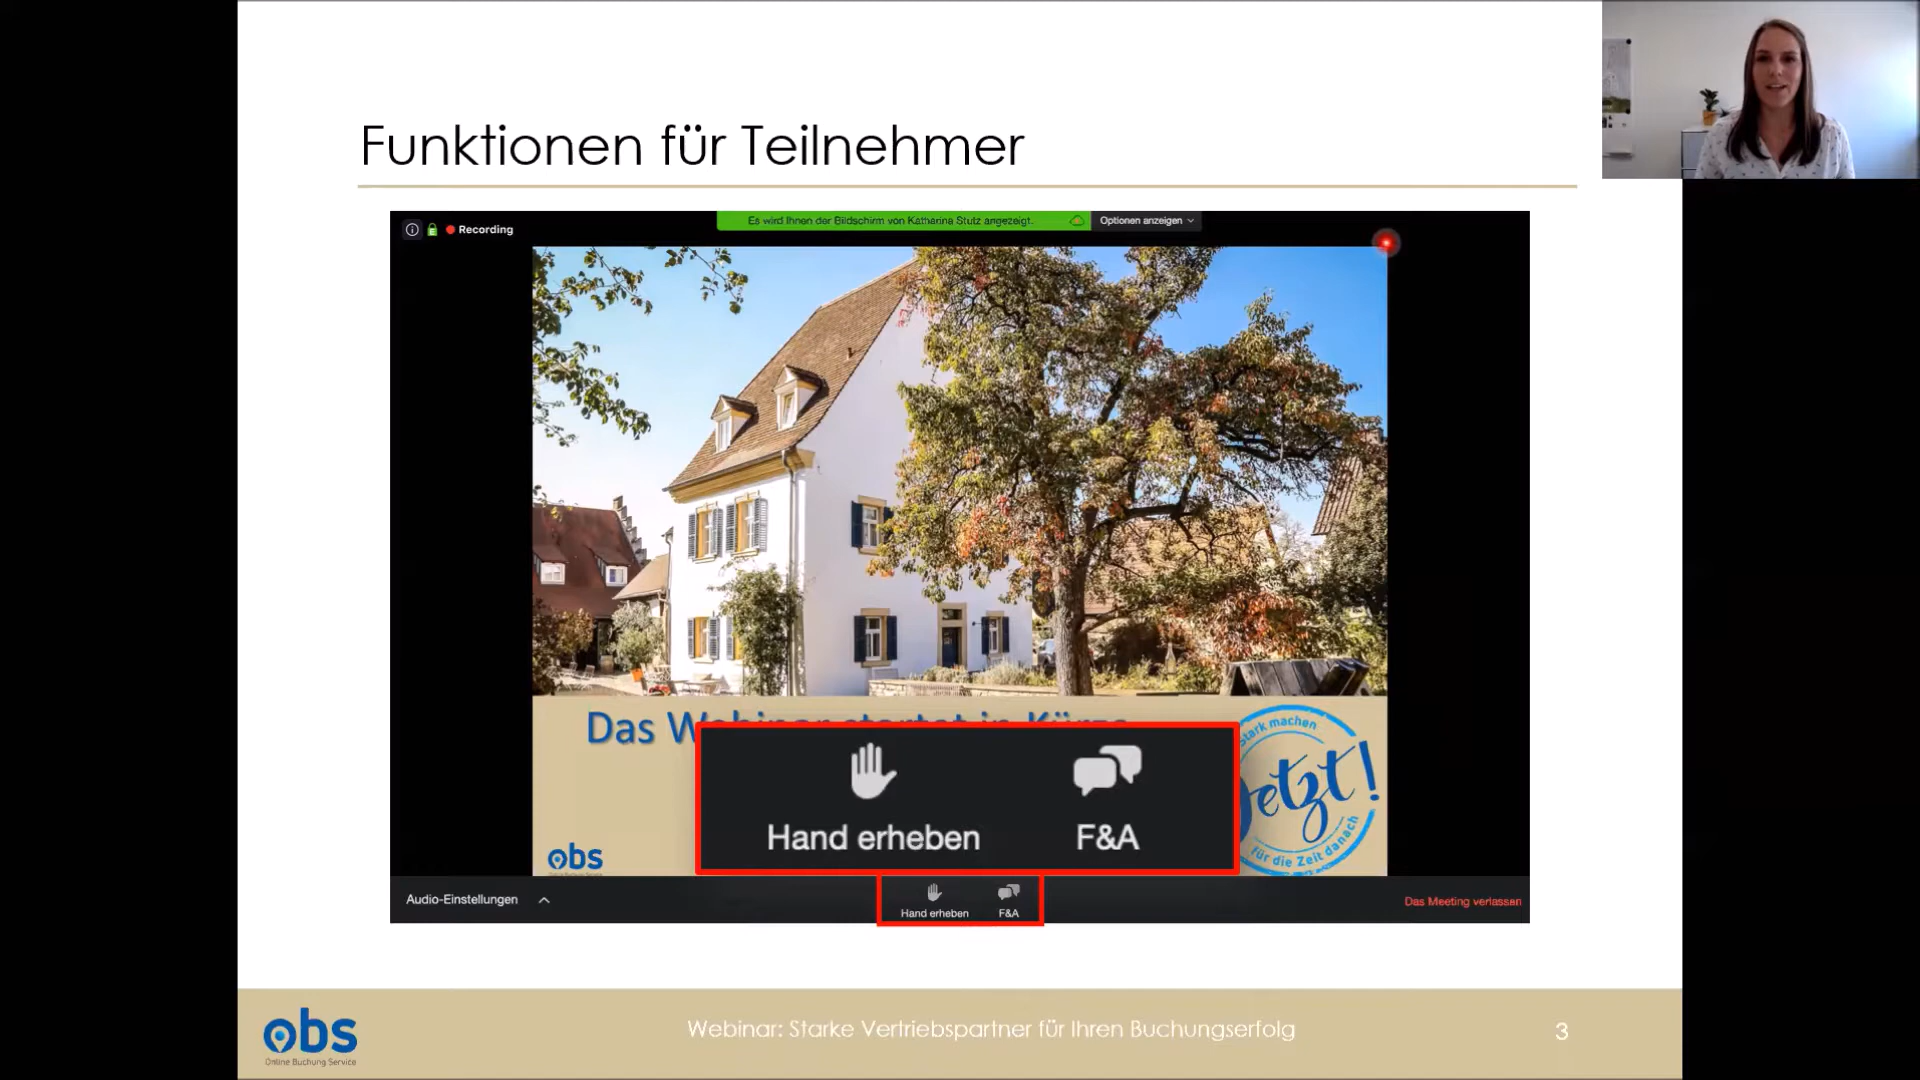 Funktionen für Teilnehmer
Recording
Es wird Ihnen der Bildschirm von Katharina Stutz angezeigt.
Optionen anzeigen
Das Webinar startet in Kürze
Stark machen
Jetzt!
für die Zeit danach
Hand erheben
F&A
obs
Audio-Einstellungen
Hand erheben
F&A
Das Meeting verlassen
obs
Online Buchung Service
Webinar: Starke Vertriebspartner für Ihren Buchungserfolg
3